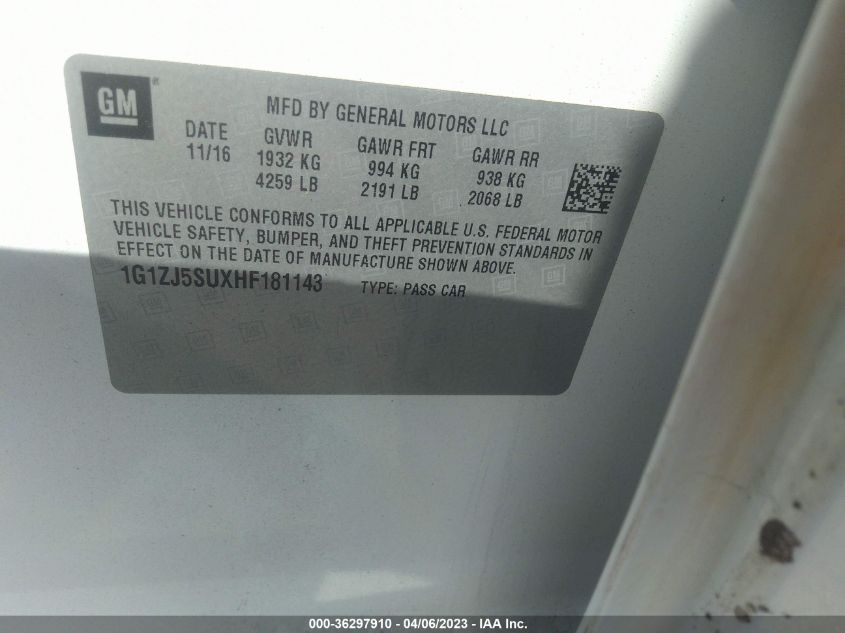 GM®
MFD BY GENERAL MOTORS LLC
DATE GVWR GAWR FRT GAWR RR
11/16 1932 KG 994 KG 938 KG
4259 LB 2191 LB 2068 LB
THIS VEHICLE CONFORMS TO ALL APPLICABLE U.S. FEDERAL MOTOR
VEHICLE SAFETY, BUMPER, AND THEFT PREVENTION STANDARDS IN
EFFECT ON THE DATE OF MANUFACTURE SHOWN ABOVE.
1G1ZJ5SUXHF181143 TYPE: PASS CAR
000-36297910 - 04/06/2023 - IAA Inc.